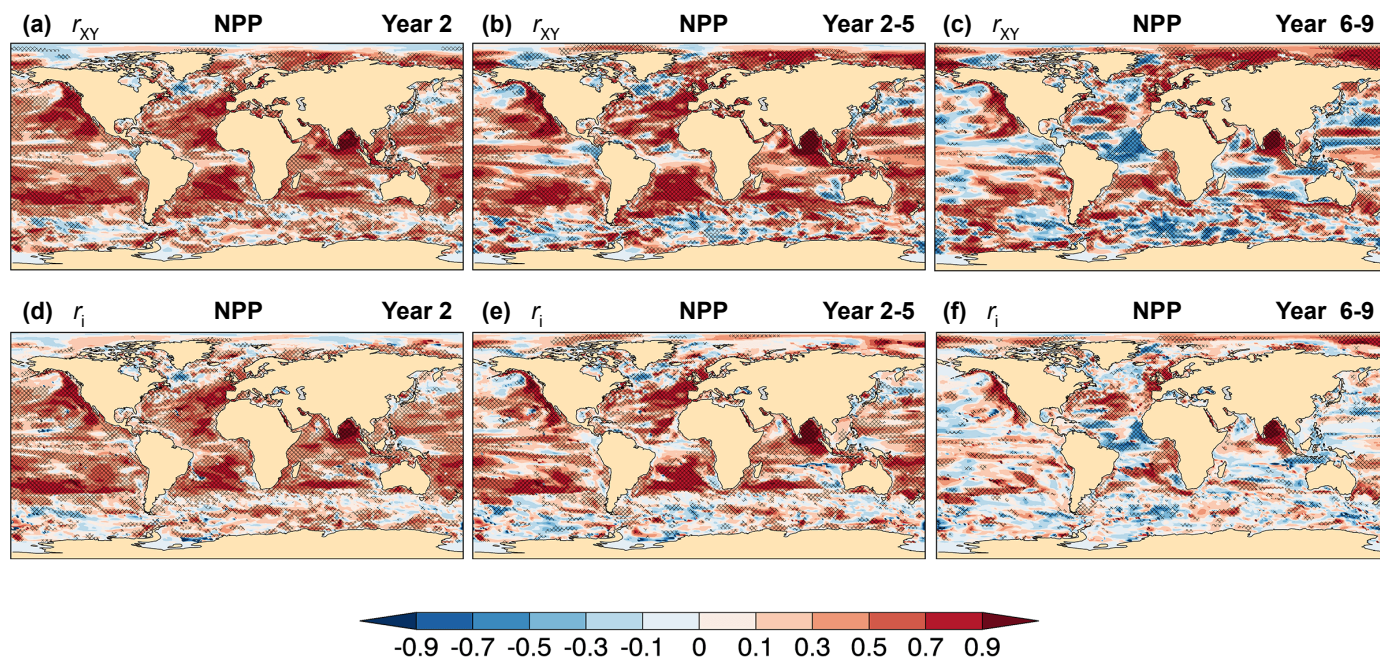 (a) rXY NPP Year 2
(b) rXY NPP Year 2-5
(c) rXY NPP Year 6-9
(d) ri NPP Year 2
(e) ri NPP Year 2-5
(f) ri NPP Year 6-9
-0.9 -0.7 -0.5 -0.3 -0.1 0 0.1 0.3 0.5 0.7 0.9